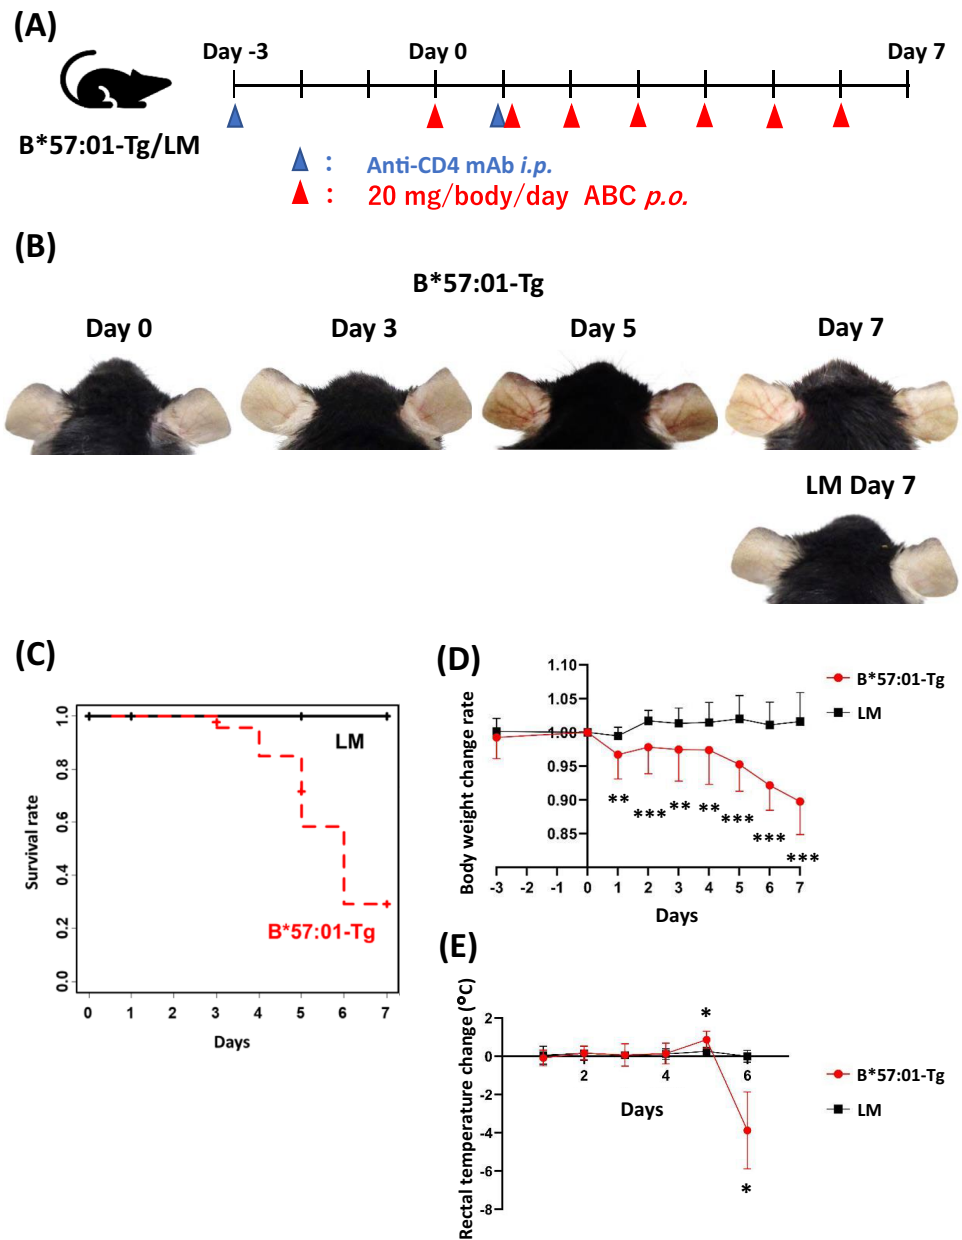 (A)
Day -3
Day 0
Day 7
B*57:01-Tg/LM
: Anti-CD4 mAb i.p.
: 20 mg/body/day ABC p.o.
(B)
B*57:01-Tg
Day 0
Day 3
Day 5
Day 7
LM Day 7
(C)
Survival rate
1.0
0.8
0.6
0.4
0.2
0.0
LM
B*57:01-Tg
0 1 2 3 4 5 6 7
Days
(D)
Body weight change rate
1.10
1.05
1.00
0.95
0.90
0.85
** *** ** ** *** *** ***
-3 -2 -1 0 1 2 3 4 5 6 7
Days
B*57:01-Tg
LM
(E)
Rectal temperature change (°C)
2
0
-2
-4
-6
-8
*
2 4 6
Days
*
B*57:01-Tg
LM